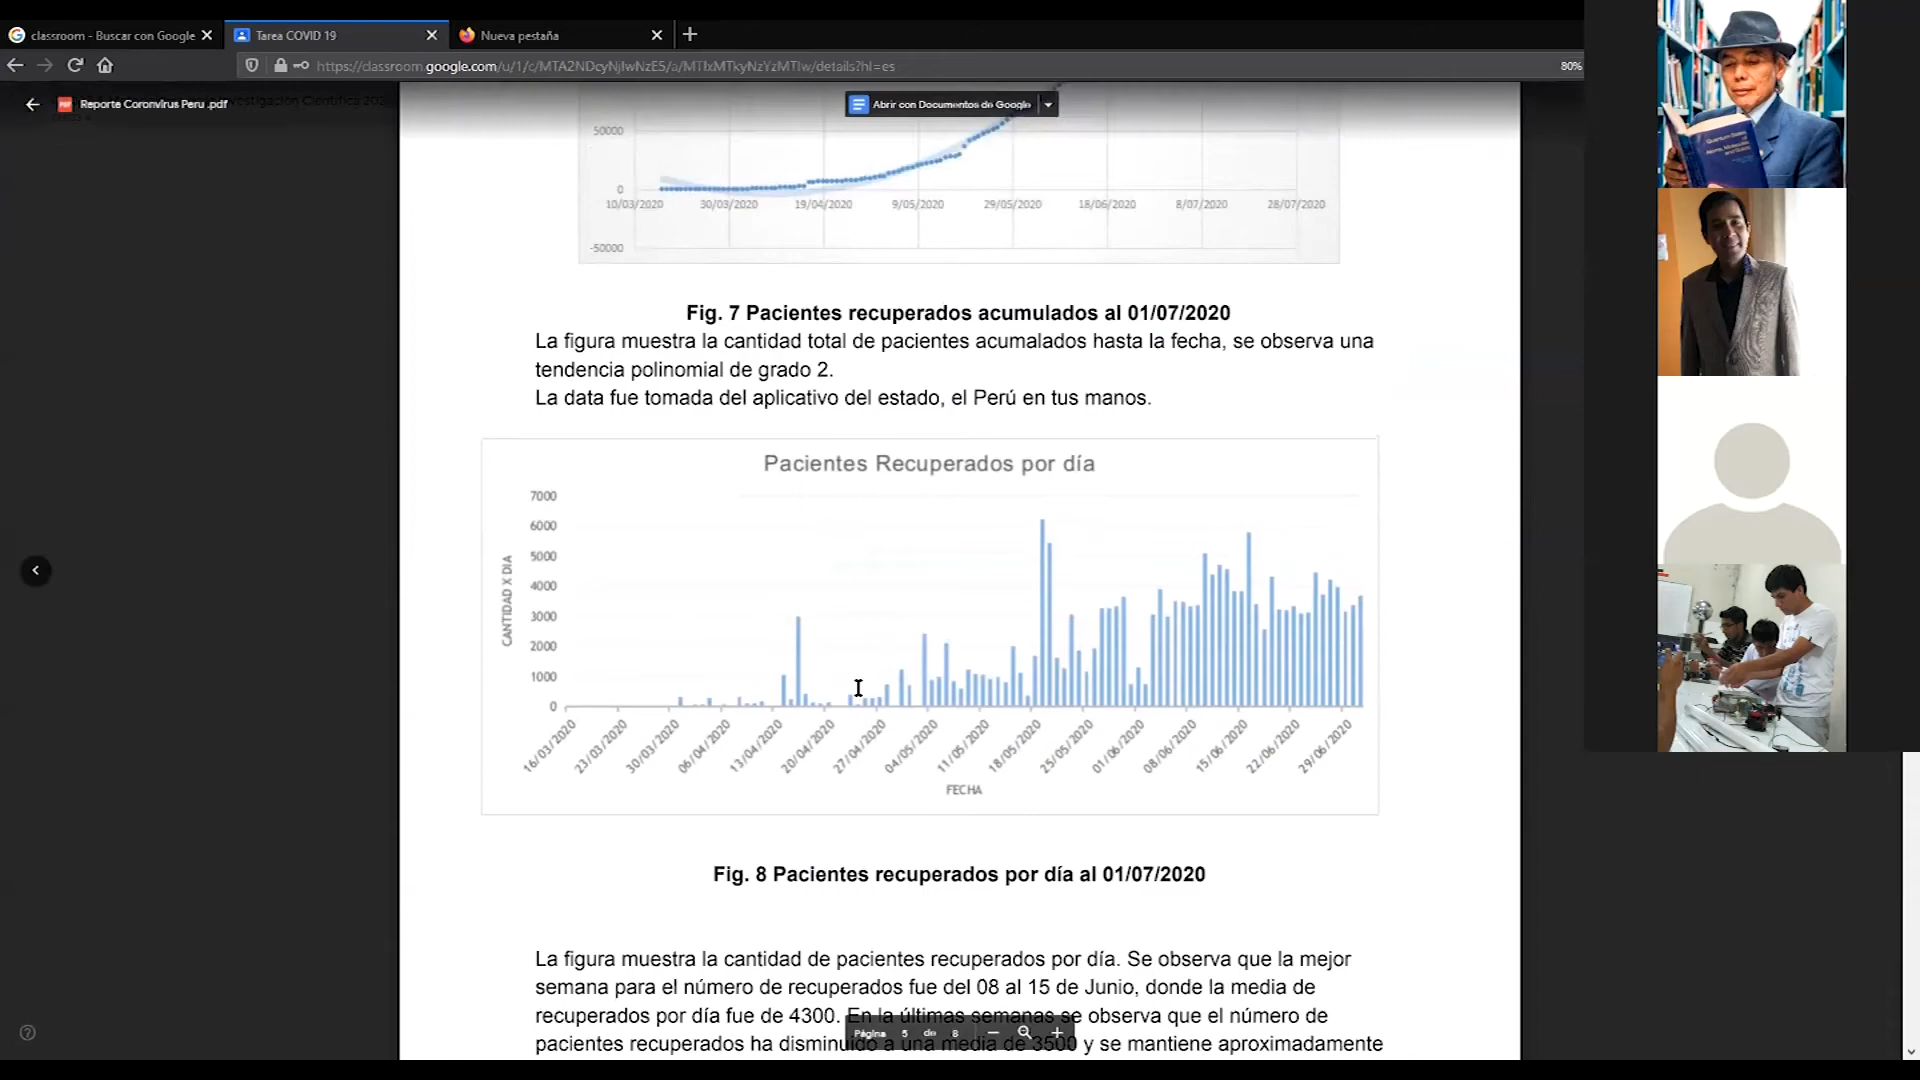 classroom - Buscar con Google
Tarea COVID 19
Nueva pestaña
80%
Reporte Coronvirus Peru .pdf
Abrir con Documentos de Google
50000
0
-50000
10/03/2020 30/03/2020 19/04/2020 9/05/2020 29/05/2020 18/06/2020 8/07/2020 28/07/2020
Fig. 7 Pacientes recuperados acumulados al 01/07/2020
La figura muestra la cantidad total de pacientes acumalados hasta la fecha, se observa una
tendencia polinomial de grado 2.
La data fue tomada del aplicativo del estado, el Perú en tus manos.
Pacientes Recuperados por día
CANTIDAD X DIA
7000
6000
5000
4000
3000
2000
1000
0
16/03/2020 23/03/2020 30/03/2020 06/04/2020 13/04/2020 20/04/2020 27/04/2020 04/05/2020 11/05/2020 18/05/2020 25/05/2020 01/06/2020 08/06/2020 15/06/2020 22/06/2020 29/06/2020
FECHA
Fig. 8 Pacientes recuperados por día al 01/07/2020
La figura muestra la cantidad de pacientes recuperados por día. Se observa que la mejor
semana para el número de recuperados fue del 08 al 15 de Junio, donde la media de
recuperados por día fue de 4300. En la últimas semanas se observa que el número de
pacientes recuperados ha disminuido a una media de 3500 y se mantiene aproximadamente
Página 5 de 8